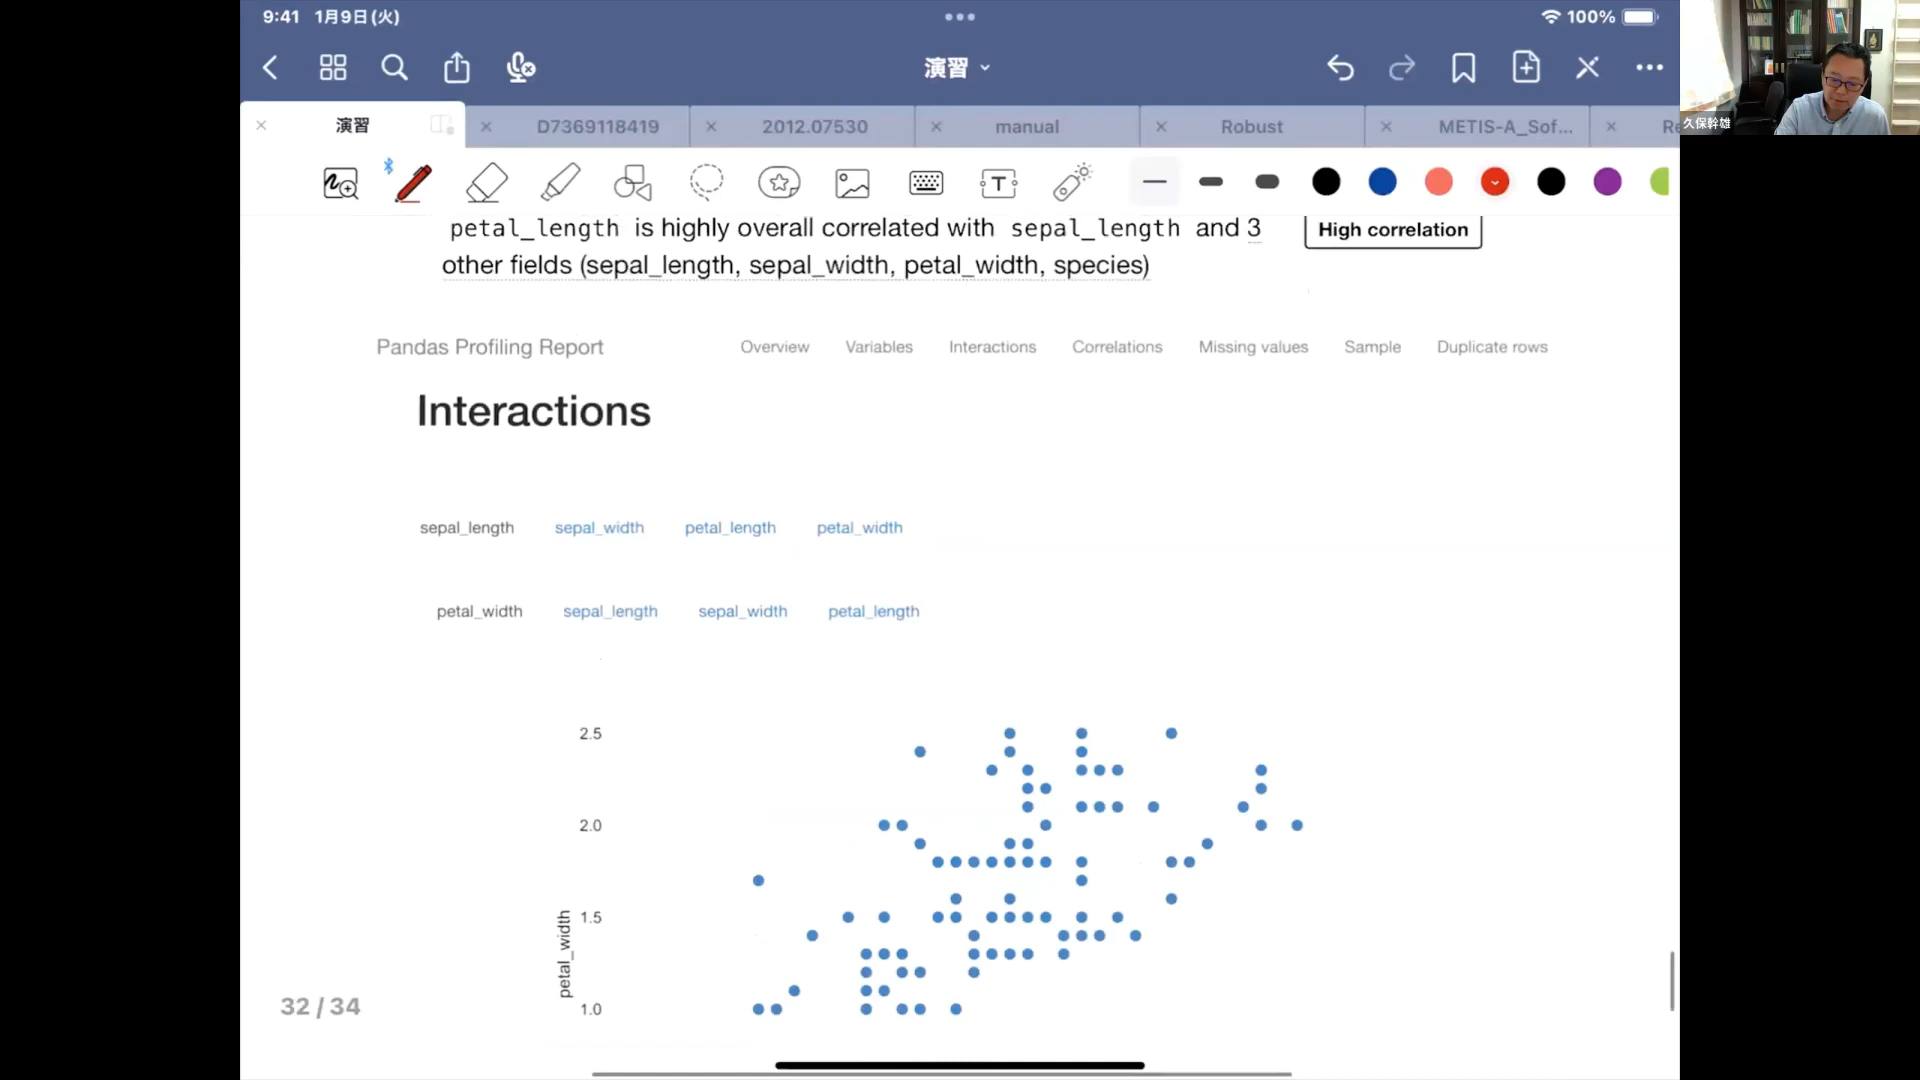 9:41 1月9日(火)
100%
演習
久保幹雄
演習
D7369118419
2012.07530
manual
Robust
METIS-A_Sof...
petal_length is highly overall correlated with sepal_length and 3
other fields (sepal_length, sepal_width, petal_width, species)
High correlation
Pandas Profiling Report
Overview
Variables
Interactions
Correlations
Missing values
Sample
Duplicate rows
Interactions
sepal_length
sepal_width
petal_length
petal_width
petal_width
sepal_length
sepal_width
petal_length
2.5
2.0
1.5
1.0
petal_width
32 / 34